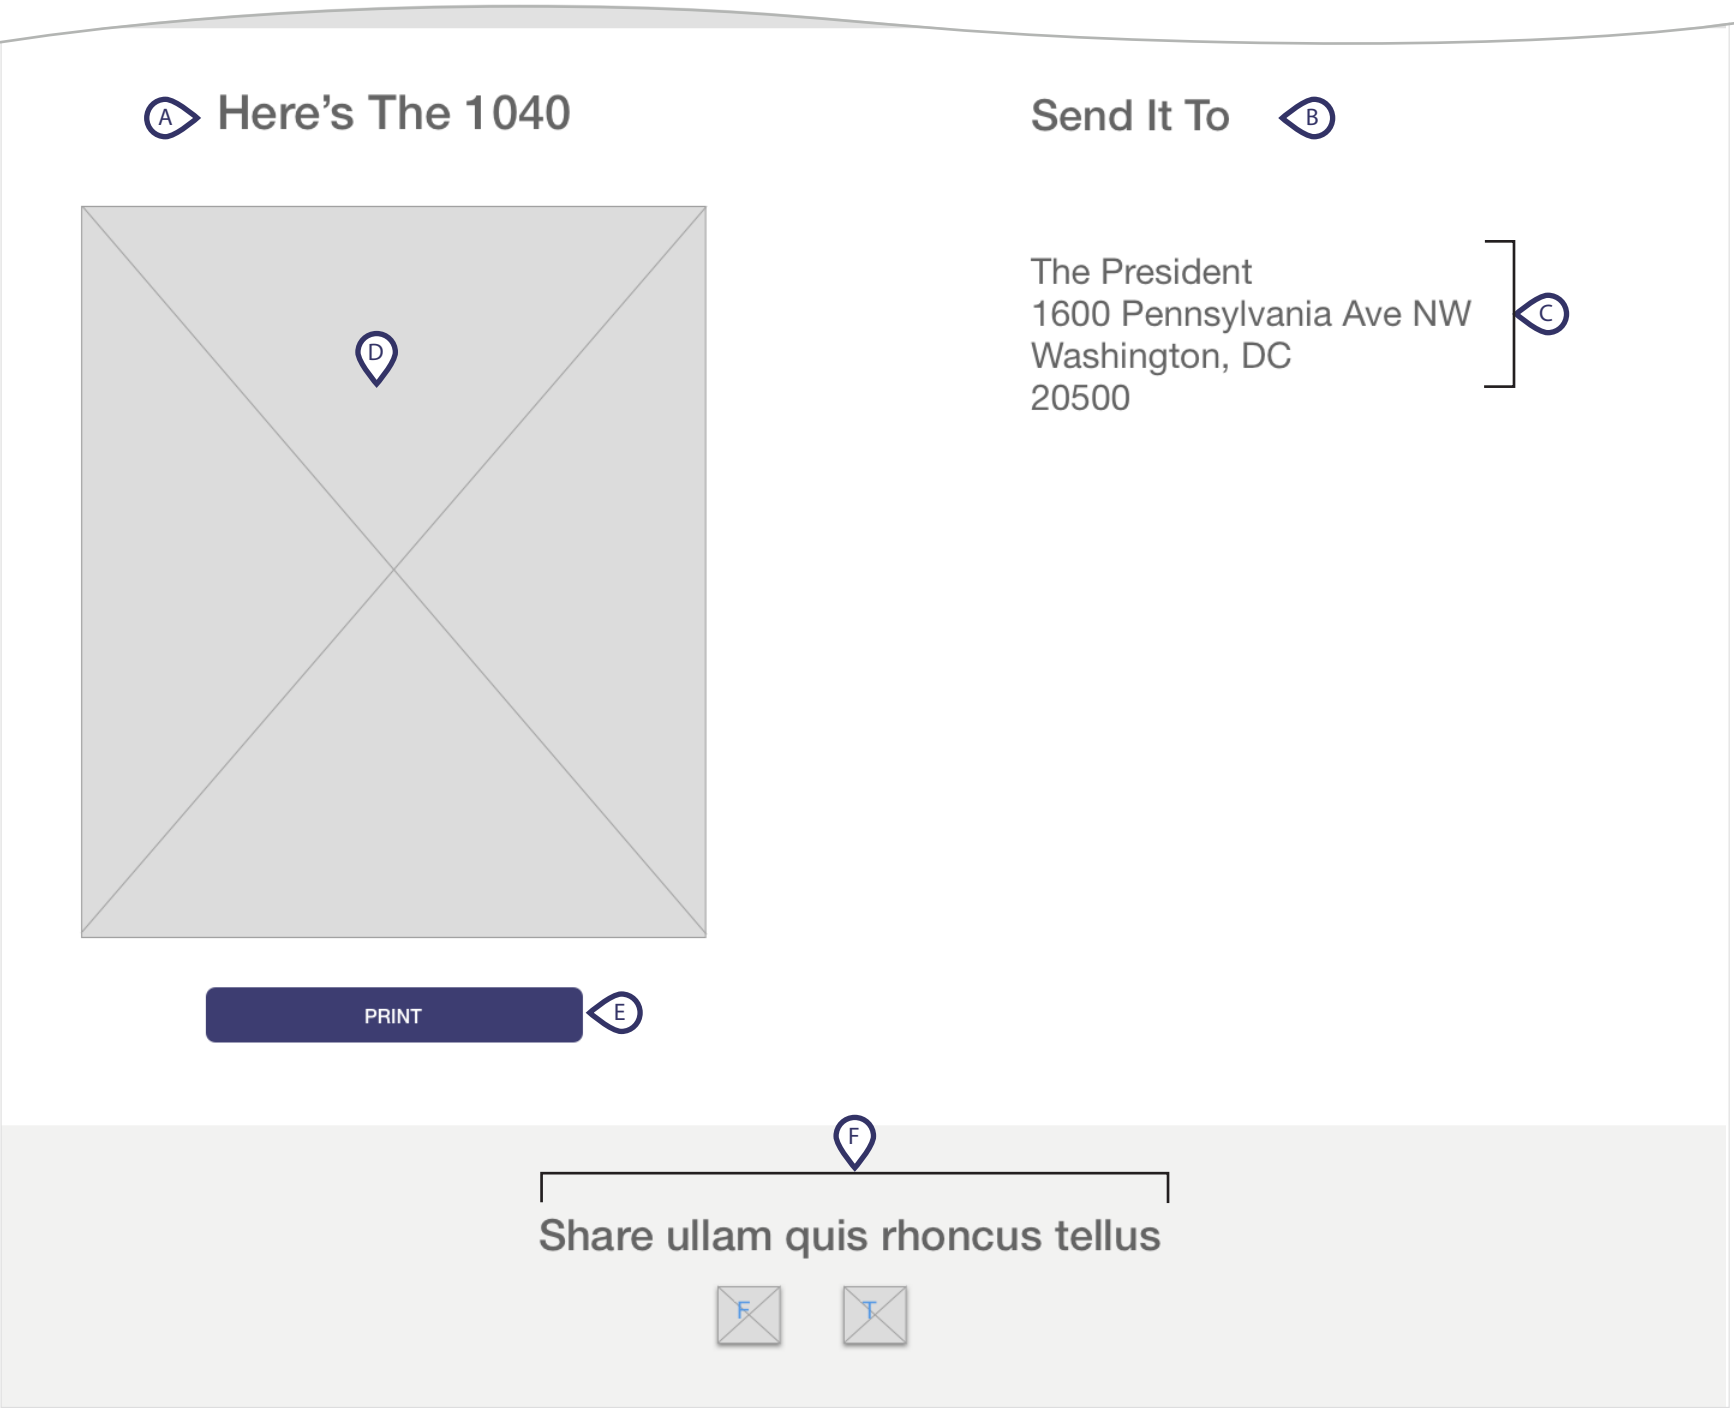 A
Here’s The 1040
Send It To
B
The President
1600 Pennsylvania Ave NW
Washington, DC
20500
C
D
PRINT
E
F
Share ullam quis rhoncus tellus
F
T